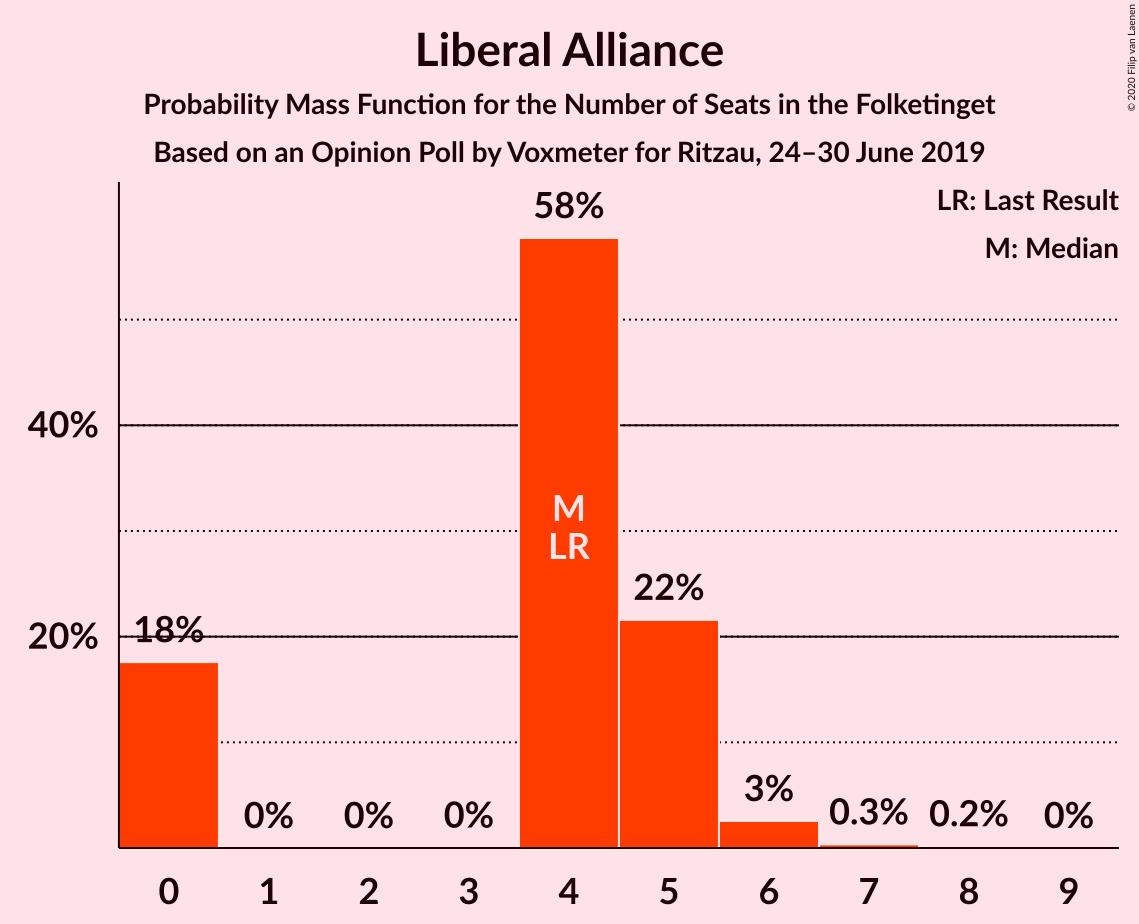 Liberal Alliance
Probability Mass Function for the Number of Seats in the Folketinget
Based on an Opinion Poll by Voxmeter for Ritzau, 24–30 June 2019
© 2020 Filip van Laenen
LR: Last Result
M: Median
58%
40%
M
LR
22%
20%
18%
3%
0%
0%
0%
0.3%
0.2%
0%
0 1 2 3 4 5 6 7 8 9